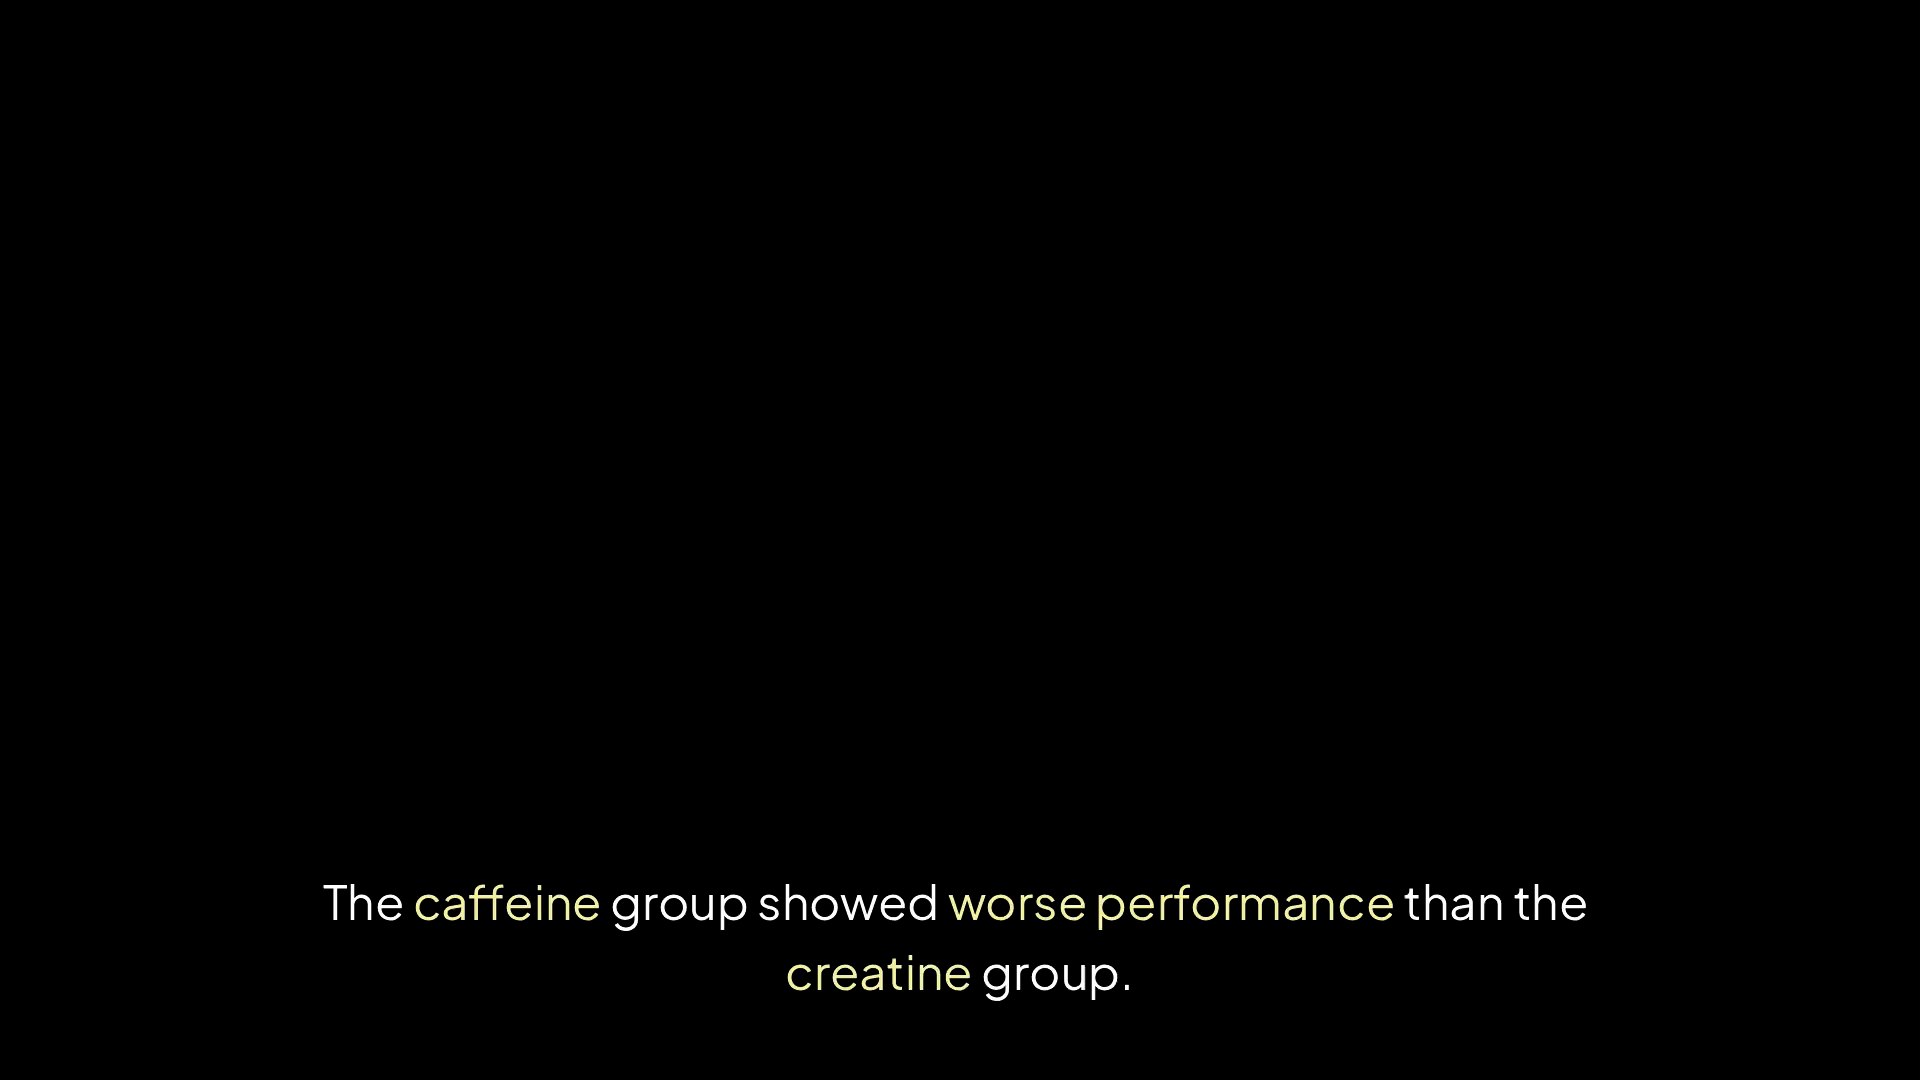 The caffeine group showed worse performance than the
creatine group.